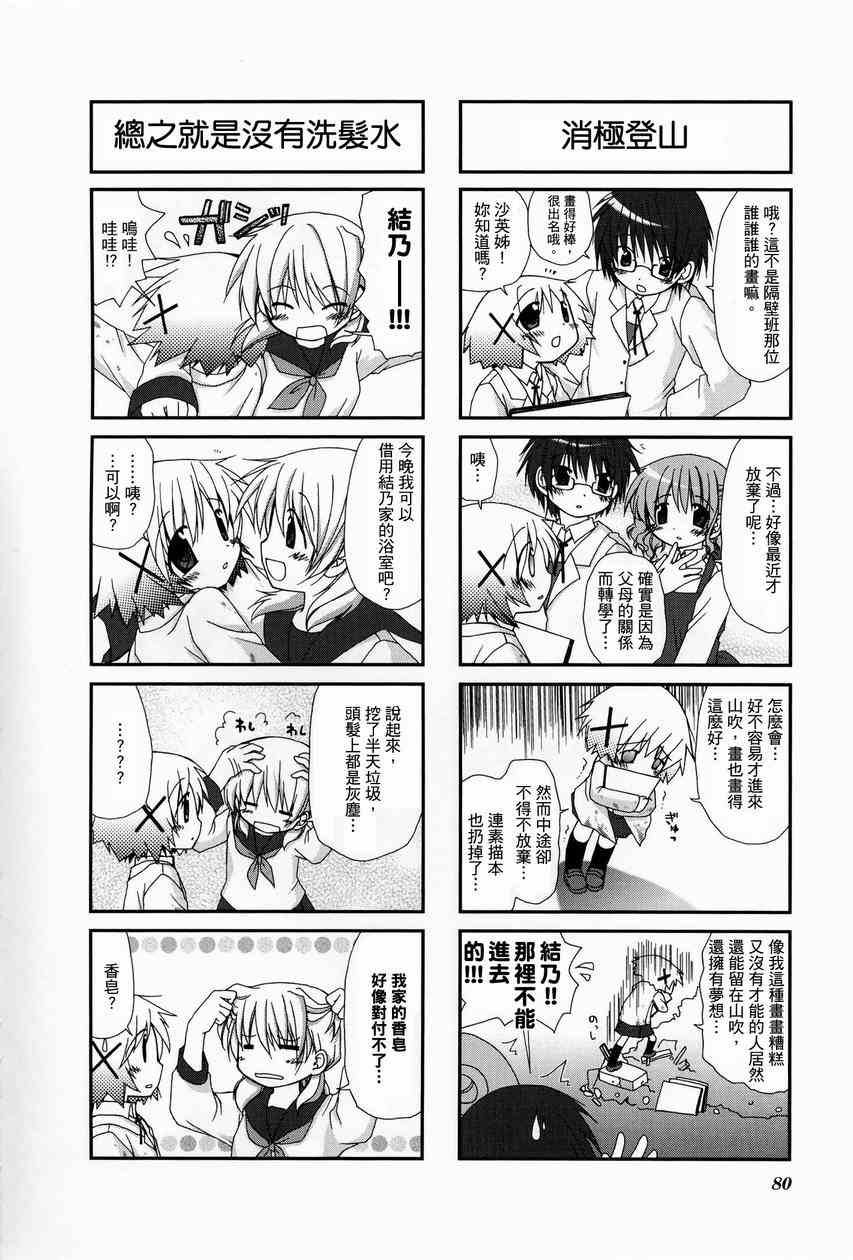 消極登山
哦？這不是隔壁班那位
誰誰誰的畫嘛。
畫得好棒，
很出名哦。
沙英姊！
妳知道嗎？
不過…好像最近才
放棄了呢…
咦…
確實是因為
父母的關係
而轉學了…
怎麼會…
好不容易才進來
山吹，畫也畫得
這麼好…
然而中途卻
不得不放棄…
連素描本
也扔掉了…
像我這種畫畫糟糕
又沒有才能的人居然
還能留在山吹，
還擁有夢想…
のっし
結乃!!
那裡不能
進去
的!!!
總之就是沒有洗髮水
結乃——!!!
ガシッ
嗚哇！
哇哇!?
今晚我可以
借用結乃家的浴室吧？
……咦？
…可以啊？
說起來，
挖了半天垃圾，
頭髮上都是灰塵…
わし
わし
…？？？
我家的香皂
好像對付不了…
香皂？
80